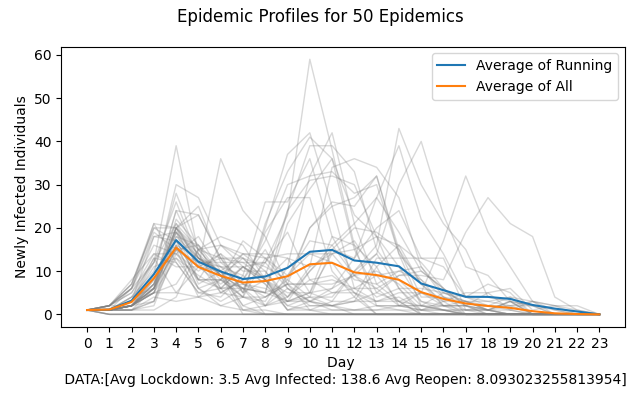 Epidemic Profiles for 50 Epidemics
60
50
40
30
20
10
0
Newly Infected Individuals
Average of Running
Average of All
0 1 2 3 4 5 6 7 8 9 10 11 12 13 14 15 16 17 18 19 20 21 22 23
Day
DATA:[Avg Lockdown: 3.5 Avg Infected: 138.6 Avg Reopen: 8.093023255813954]